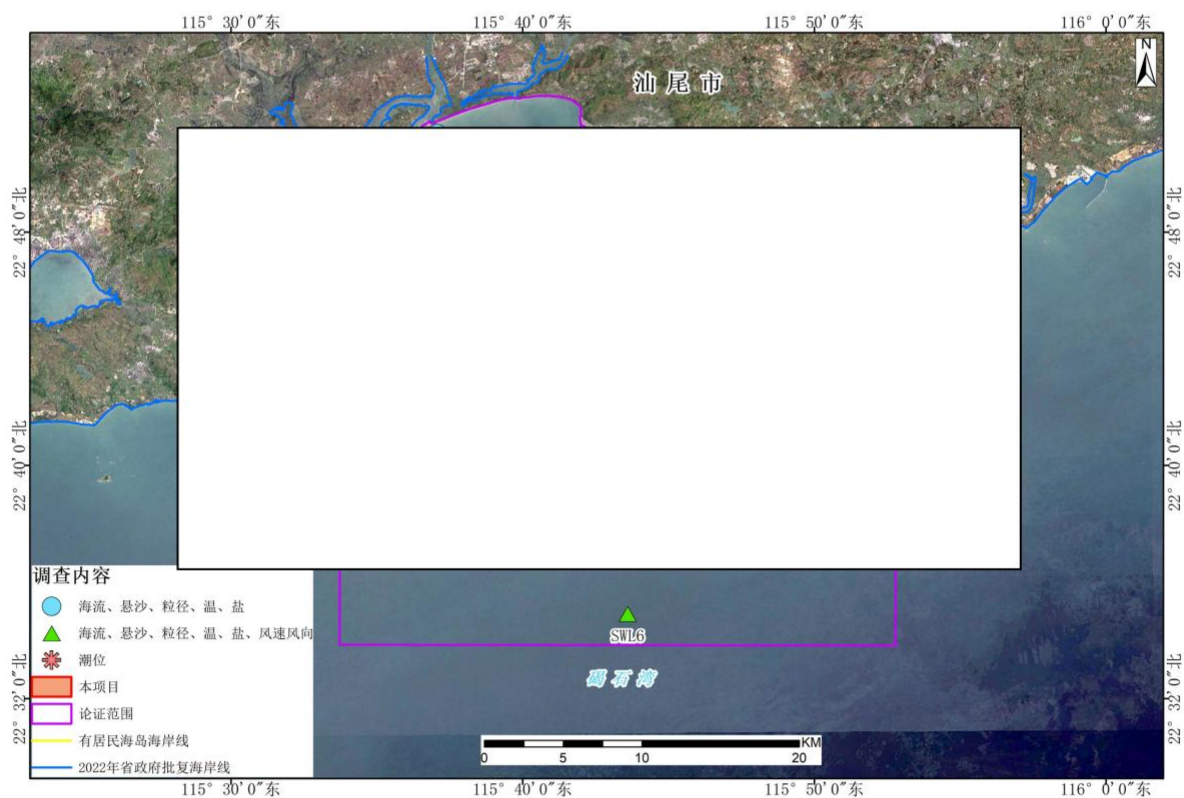 115° 30′0″东 115° 40′0″东 115° 50′0″东 116° 0′0″东
N
汕尾市
22° 48′0″北 22° 48′0″北
22° 40′0″北 22° 40′0″北
22° 32′0″北 22° 32′0″北
SWL6
碣石湾
调查内容
海流、悬沙、粒径、温、盐
海流、悬沙、粒径、温、盐、风速风向
潮位
本项目
论证范围
有居民海岛海岸线
2022年省政府批复海岸线
KM
0 5 10 20
115° 30′0″东 115° 40′0″东 115° 50′0″东 116° 0′0″东